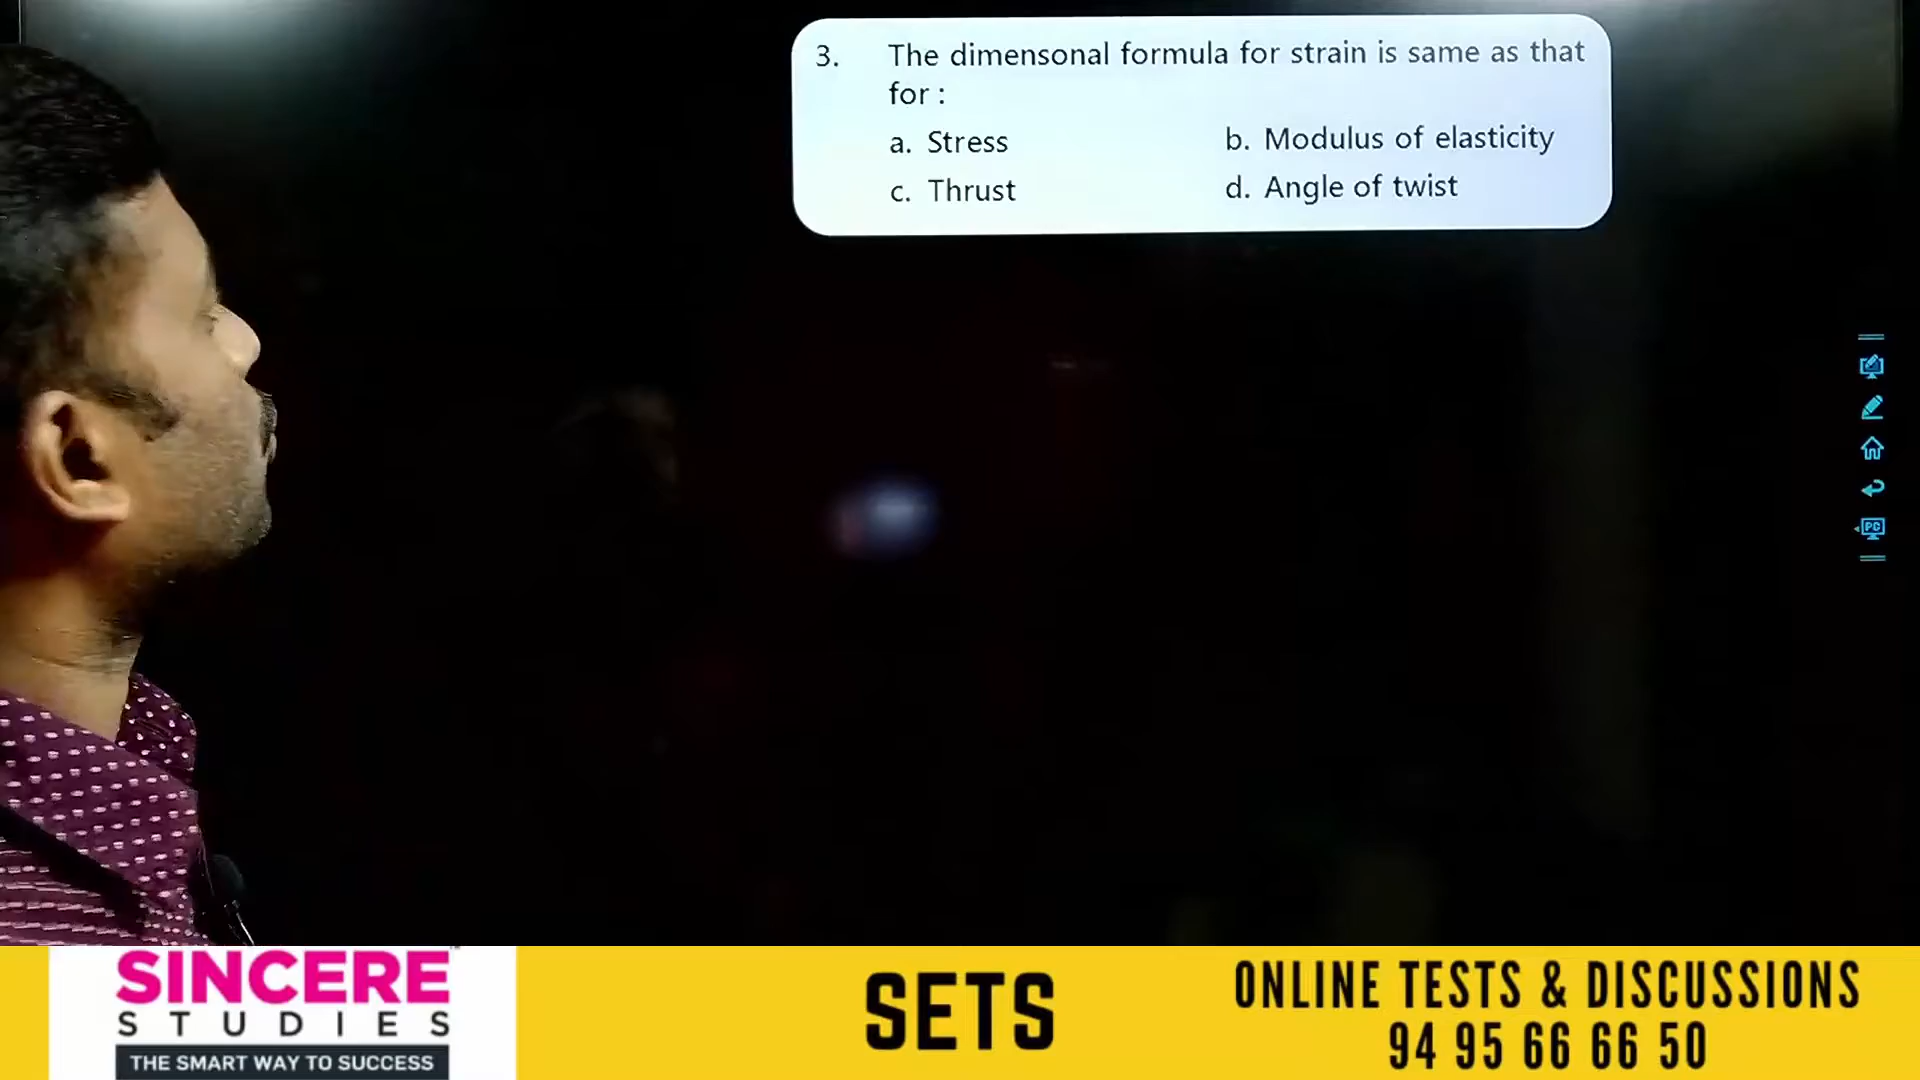 3. The dimensonal formula for strain is same as that
for :
a. Stress b. Modulus of elasticity
c. Thrust d. Angle of twist
PC
SINCERE
STUDIES
THE SMART WAY TO SUCCESS
SETS
ONLINE TESTS & DISCUSSIONS
94 95 66 66 50